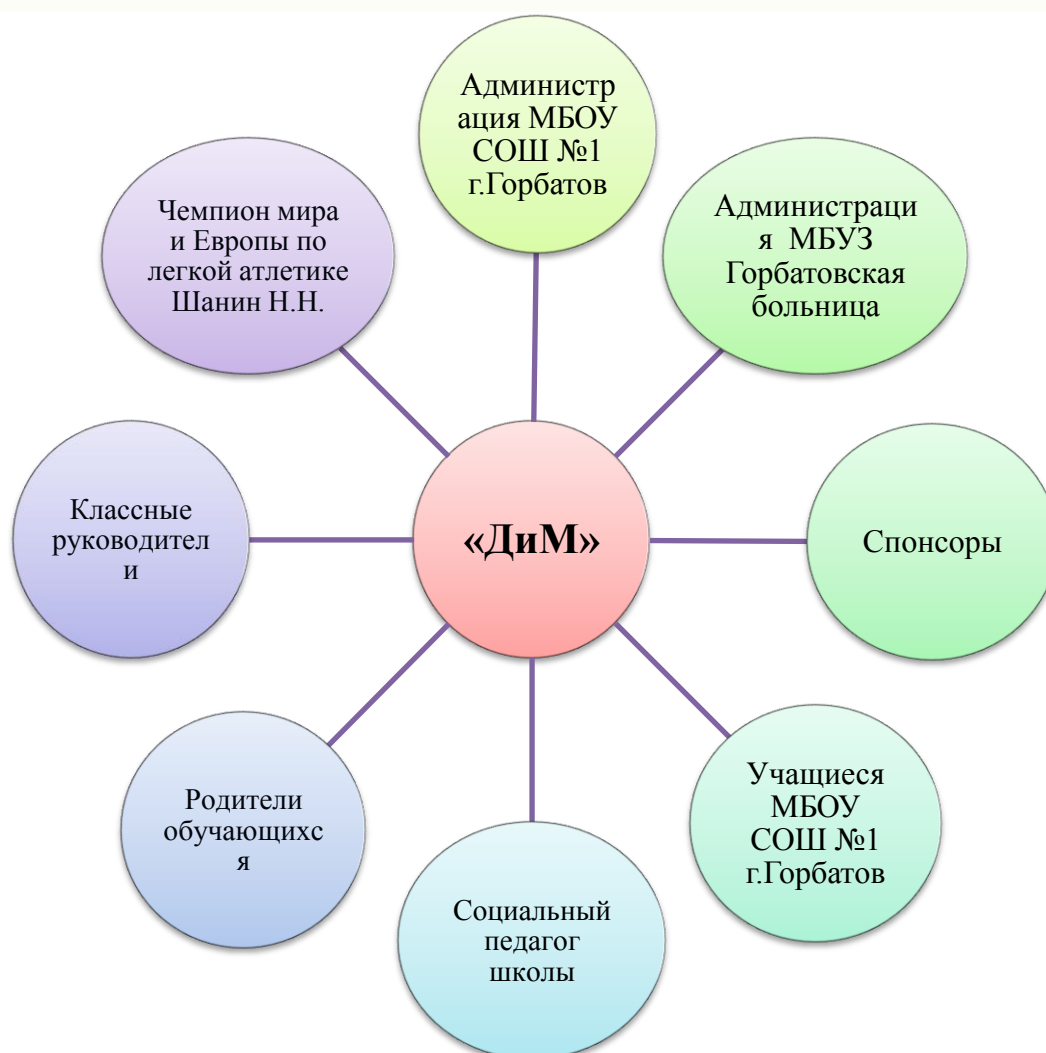 Администр
ация МБОУ
СОШ №1
г.Горбатов
Администраци
я МБУЗ
Горбатовская
больница
Спонсоры
Учащиеся
МБОУ
СОШ №1
г.Горбатов
Социальный
педагог
школы
Родители
обучающихс
я
Классные
руководител
и
Чемпион мира
и Европы по
легкой атлетике
Шанин Н.Н.
«ДиМ»